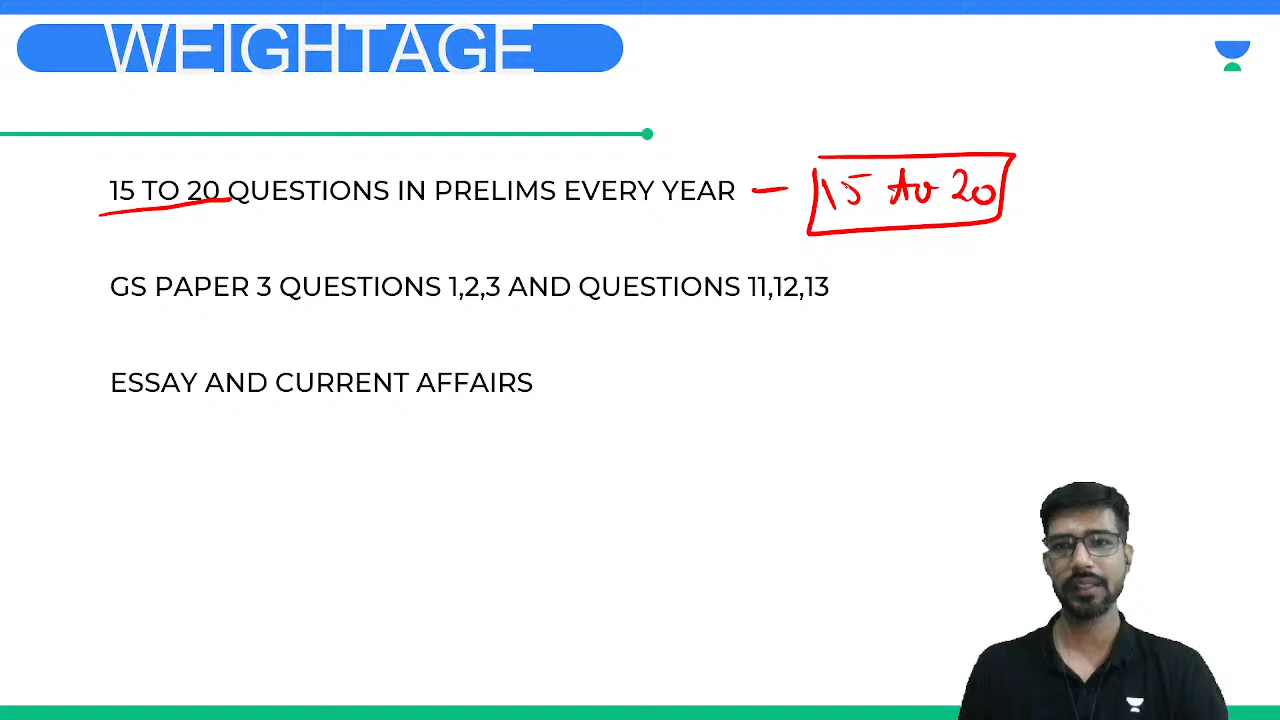 WEIGHTAGE
15 TO 20 QUESTIONS IN PRELIMS EVERY YEAR — 15 to 20
GS PAPER 3 QUESTIONS 1,2,3 AND QUESTIONS 11,12,13
ESSAY AND CURRENT AFFAIRS